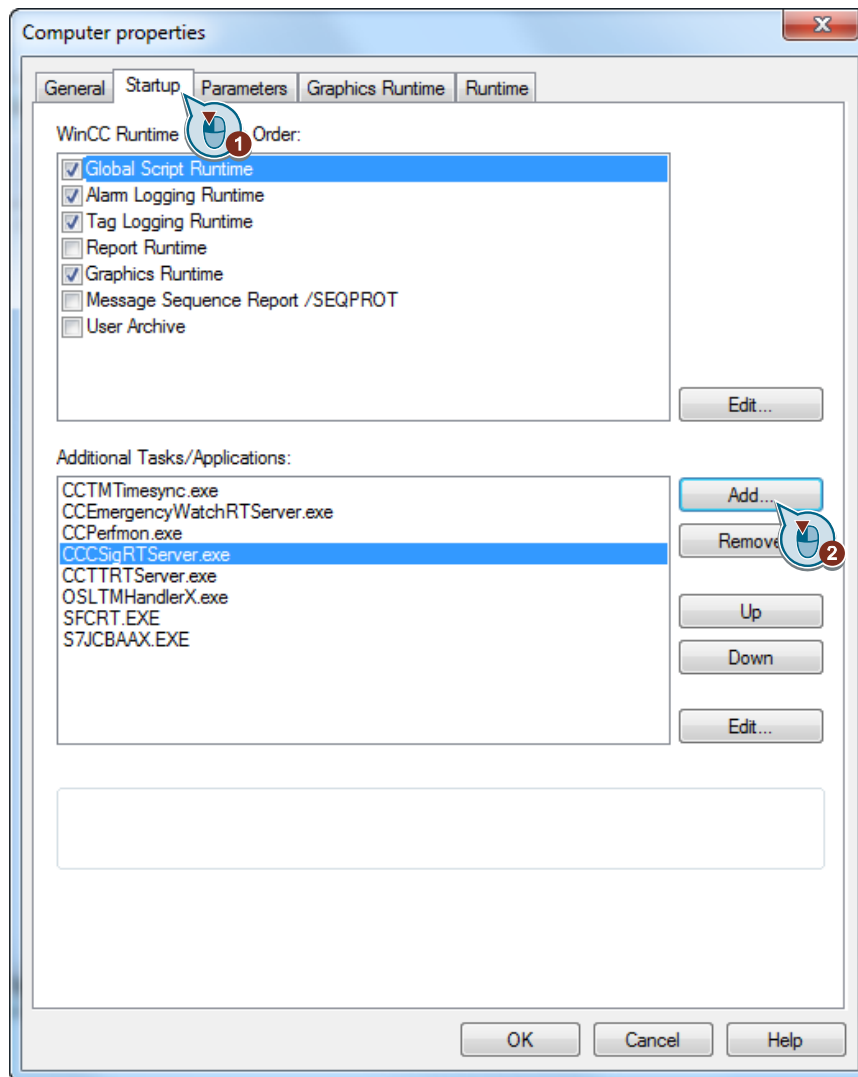 Computer properties
General Startup Parameters Graphics Runtime Runtime
1
WinCC Runtime Order:
Global Script Runtime
Alarm Logging Runtime
Tag Logging Runtime
Report Runtime
Graphics Runtime
Message Sequence Report /SEQPROT
User Archive
Edit...
Additional Tasks/Applications:
CCTMTimesync.exe
CCEmergencyWatchRTServer.exe
CCPerfmon.exe
CCCSigRTServer.exe
CCTTRTServer.exe
OSLTMHandlerX.exe
SFCRT.EXE
S7JCBAAX.EXE
Add...
Remove
2
Up
Down
Edit...
OK Cancel Help